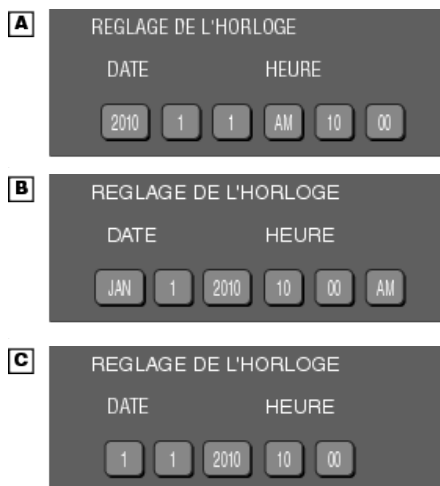 A
REGLAGE DE L'HORLOGE
DATE HEURE
2010 1 1 AM 10 00
B
REGLAGE DE L'HORLOGE
DATE HEURE
JAN 1 2010 10 00 AM
C
REGLAGE DE L'HORLOGE
DATE HEURE
1 1 2010 10 00